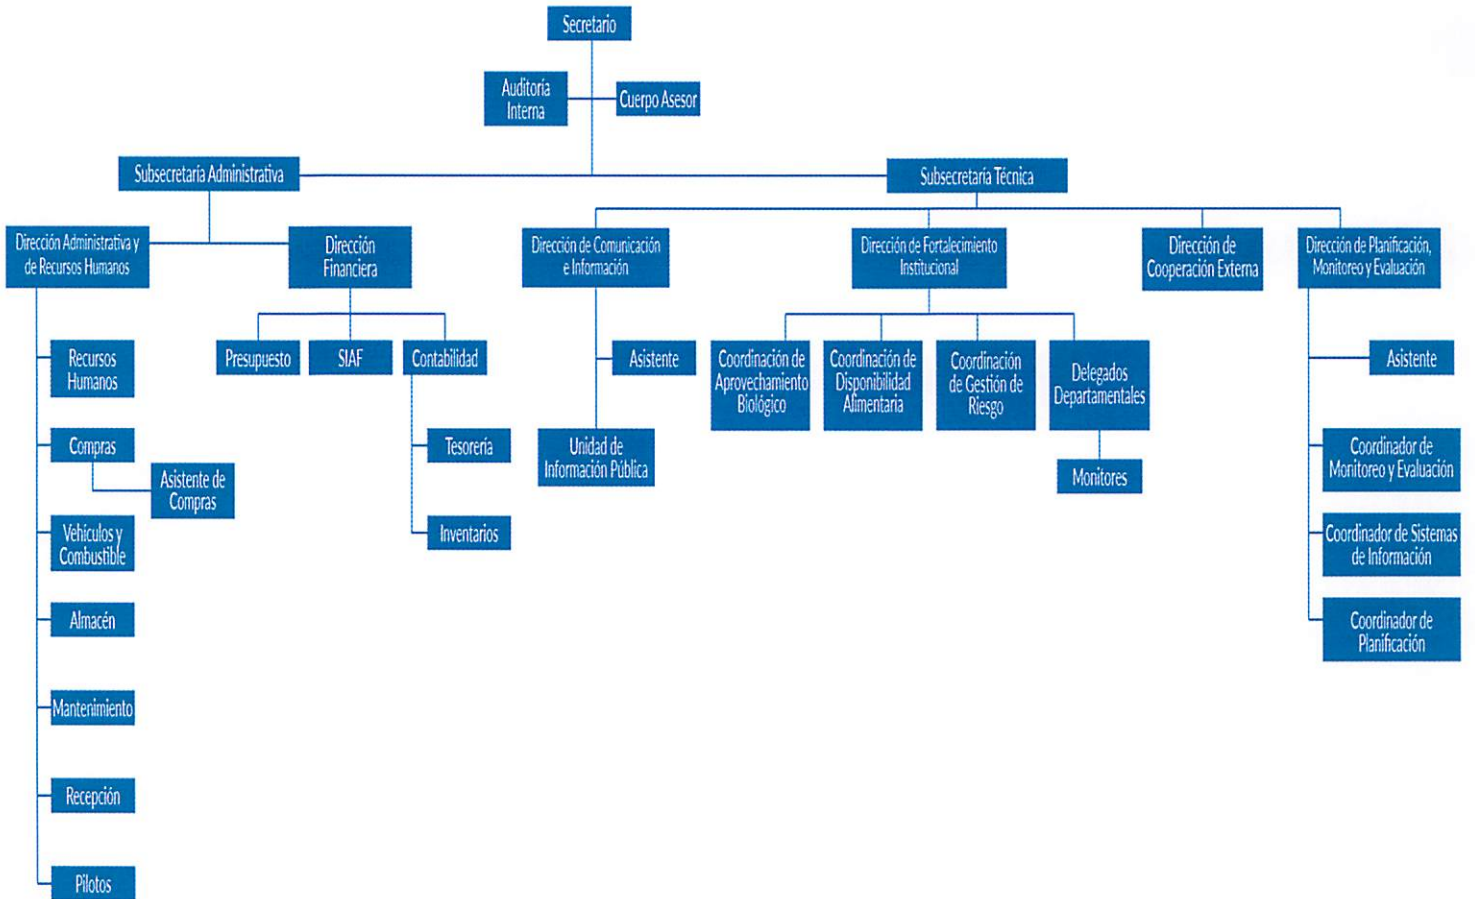 Secretario
Auditoría
Interna
Cuerpo Asesor
Subsecretaría Administrativa
Subsecretaría Técnica
Dirección Administrativa y
de Recursos Humanos
Dirección
Financiera
Dirección de Comunicación
e Información
Dirección de Fortalecimiento
Institucional
Dirección de
Cooperación Externa
Dirección de Planificación,
Monitoreo y Evaluación
Recursos
Humanos
Presupuesto
SIAF
Contabilidad
Asistente
Coordinación de
Aprovechamiento
Biológico
Coordinación de
Disponibilidad
Alimentaria
Coordinación
de Gestión de
Riesgo
Delegados
Departamentales
Asistente
Compras
Asistente de
Compras
Tesorería
Unidad de
Información Pública
Monitores
Coordinador de
Monitoreo y Evaluación
Vehículos y
Combustible
Inventarios
Coordinador de Sistemas
de Información
Almacén
Coordinador de
Planificación
Mantenimiento
Recepción
Pilotos